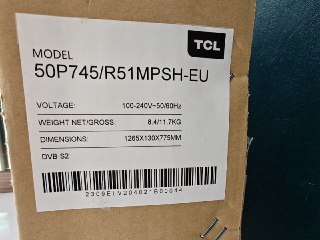 TCL
MODEL
50P745/R51MPSH-EU
VOLTAGE: 100-240V~50/60Hz
WEIGHT NET/GROSS: 8.4/11.7KG
DIMENSIONS: 1265X130X775MM
DVB S2